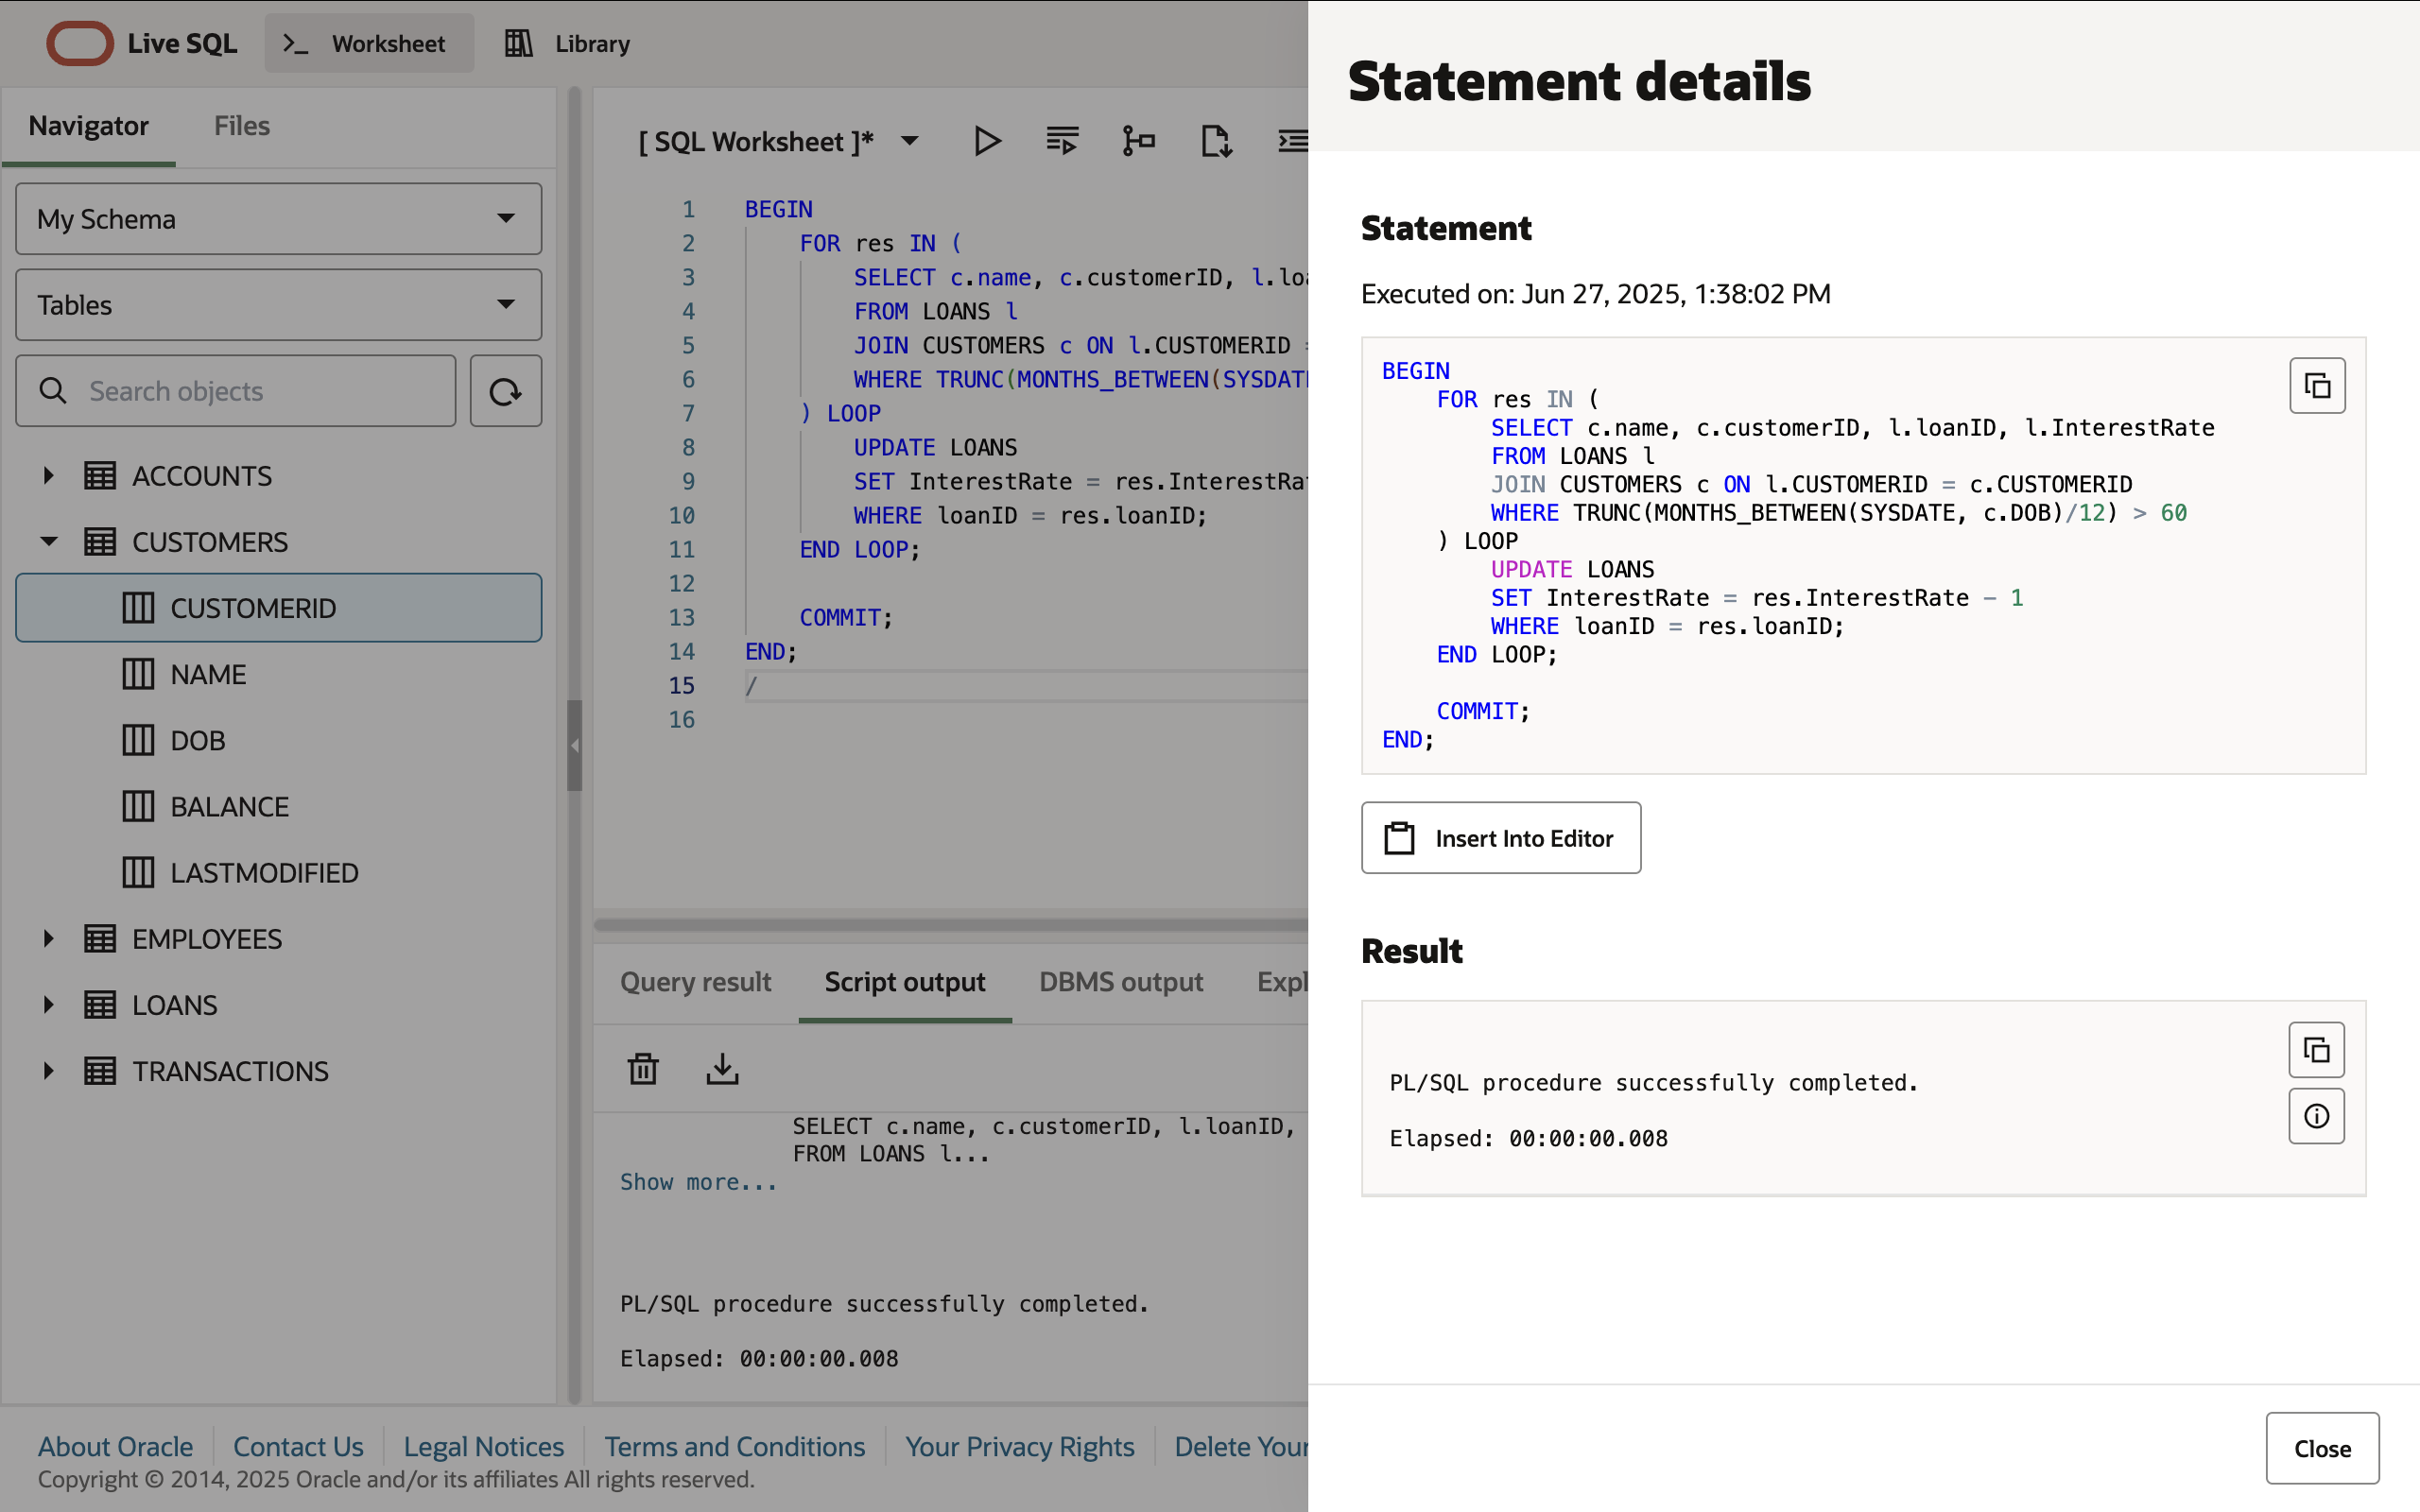 Live SQL
Worksheet
Library
Navigator
Files
My Schema
Tables
Search objects
ACCOUNTS
CUSTOMERS
CUSTOMERID
NAME
DOB
BALANCE
LASTMODIFIED
EMPLOYEES
LOANS
TRANSACTIONS
[ SQL Worksheet ]*
1 BEGIN
2 FOR res IN (
3 SELECT c.name, c.customerID, l.loa
4 FROM LOANS l
5 JOIN CUSTOMERS c ON l.CUSTOMERID =
6 WHERE TRUNC(MONTHS_BETWEEN(SYSDAT
7 ) LOOP
8 UPDATE LOANS
9 SET InterestRate = res.InterestRa
10 WHERE loanID = res.loanID;
11 END LOOP;
12
13 COMMIT;
14 END;
15 /
16
Query result
Script output
DBMS output
Expl
SELECT c.name, c.customerID, l.loanID,
FROM LOANS l...
Show more...
PL/SQL procedure successfully completed.
Elapsed: 00:00:00.008
Statement details
Statement
Executed on: Jun 27, 2025, 1:38:02 PM
BEGIN
FOR res IN (
SELECT c.name, c.customerID, l.loanID, l.InterestRate
FROM LOANS l
JOIN CUSTOMERS c ON l.CUSTOMERID = c.CUSTOMERID
WHERE TRUNC(MONTHS_BETWEEN(SYSDATE, c.DOB)/12) > 60
) LOOP
UPDATE LOANS
SET InterestRate = res.InterestRate - 1
WHERE loanID = res.loanID;
END LOOP;
COMMIT;
END;
Insert Into Editor
Result
PL/SQL procedure successfully completed.
Elapsed: 00:00:00.008
Close
About Oracle
Contact Us
Legal Notices
Terms and Conditions
Your Privacy Rights
Delete Your
Copyright © 2014, 2025 Oracle and/or its affiliates All rights reserved.